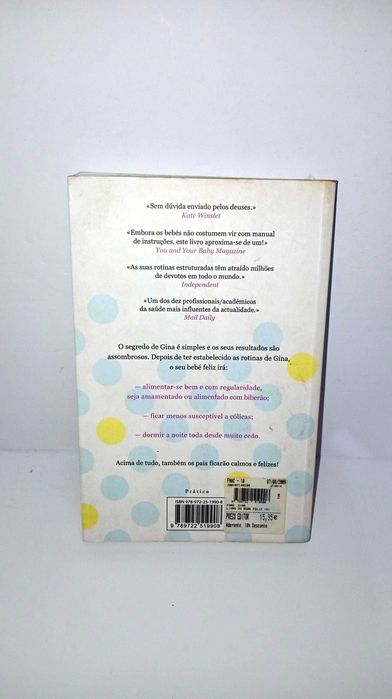 «Sem dúvida enviado pelos deuses.»
Kate Winslet
«Embora os bebés não costumem vir com manual
de instruções, este livro aproxima-se de um!»
You and Your Baby Magazine
«As suas rotinas estruturadas têm atraído milhões
de devotos em todo o mundo.»
Independent
«Um dos dez profissionais/académicos
da saúde mais influentes da actualidade.»
Mail Daily
O segredo de Gina é simples e os seus resultados são
assombrosos. Depois de ter estabelecido as rotinas de Gina,
o seu bebé feliz irá:
— alimentar-se bem e com regularidade,
seja amamentado ou alimentado com biberão;
— ficar menos susceptível a cólicas;
— dormir a noite toda desde muito cedo.
Acima de tudo, também os pais ficarão calmos e felizes!
Prático
ISBN 978-972-25-1990-8
9 789722 519908
FNAC - 10
PRECO EDITOR 15,95 €
Aderente: 10% Desconto